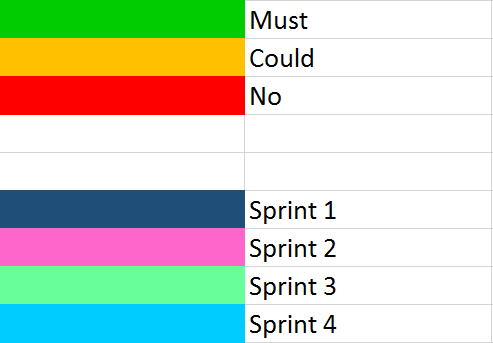 Must
Could
No
Sprint 1
Sprint 2
Sprint 3
Sprint 4